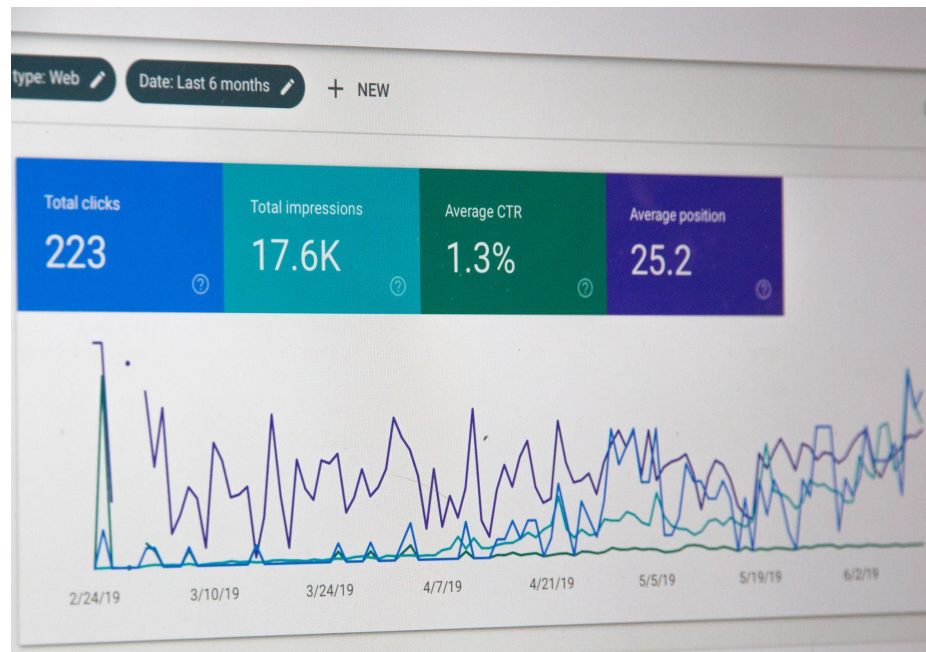 type: Web
Date: Last 6 months
+ NEW
Total clicks
223
Total impressions
17.6K
Average CTR
1.3%
Average position
25.2
2/24/19
3/10/19
3/24/19
4/7/19
4/21/19
5/5/19
5/19/19
6/2/19